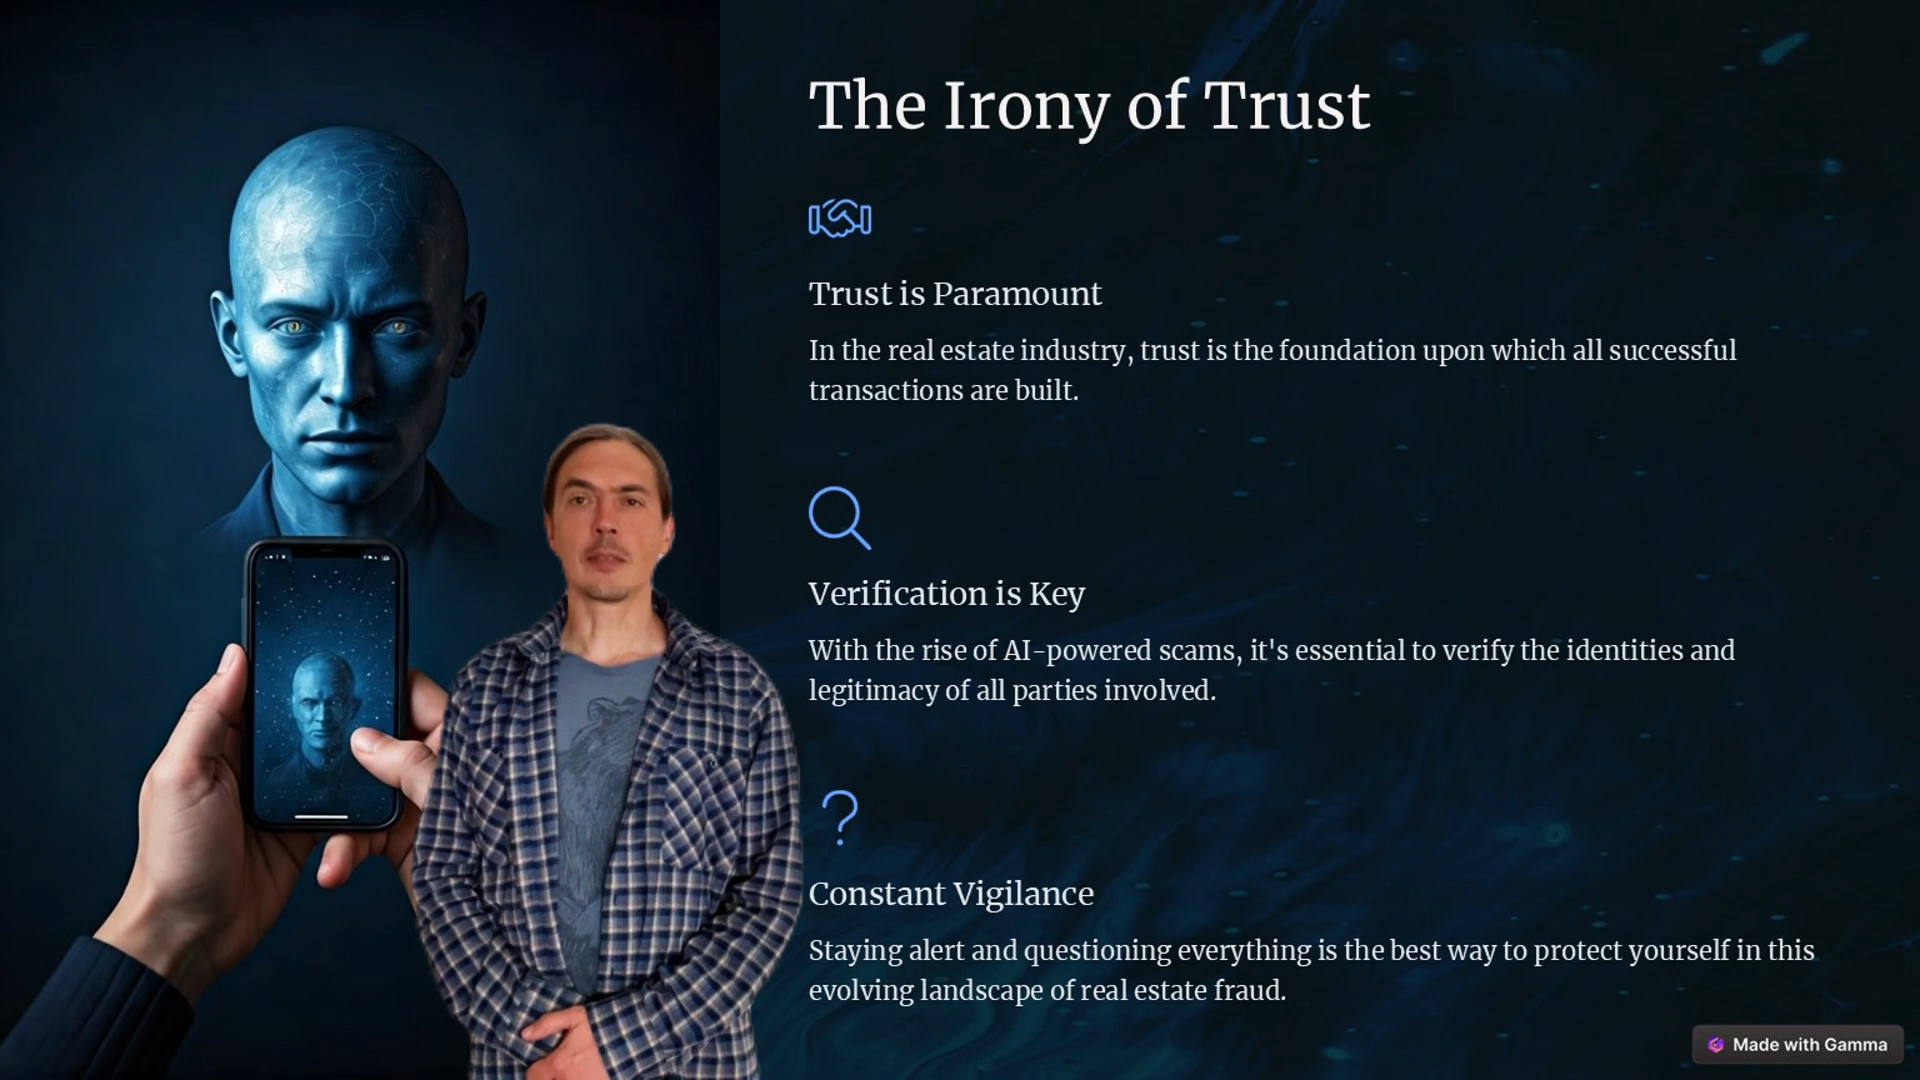 The Irony of Trust
Trust is Paramount
In the real estate industry, trust is the foundation upon which all successful
transactions are built.
Verification is Key
With the rise of AI-powered scams, it's essential to verify the identities and
legitimacy of all parties involved.
Constant Vigilance
Staying alert and questioning everything is the best way to protect yourself in this
evolving landscape of real estate fraud.
Made with Gamma